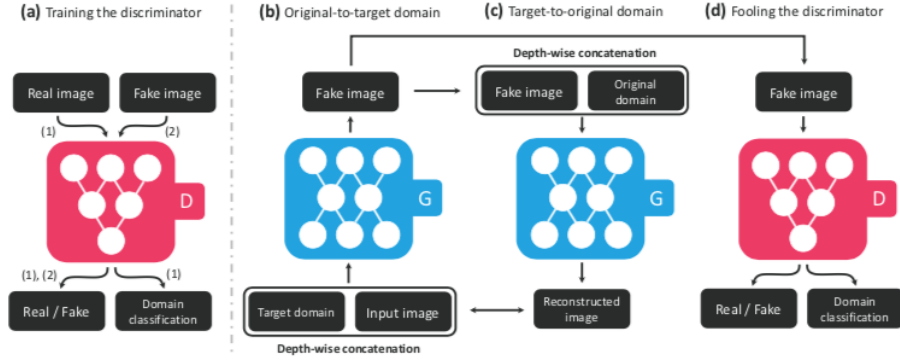 (a) Training the discriminator
Real image
Fake image
(1)
(2)
D
(1), (2)
(1)
Real / Fake
Domain
classification
(b) Original-to-target domain
Fake image
G
Target domain
Input image
Depth-wise concatenation
(c) Target-to-original domain
Depth-wise concatenation
Fake image
Original
domain
G
Reconstructed
image
(d) Fooling the discriminator
Fake image
D
Real / Fake
Domain
classification